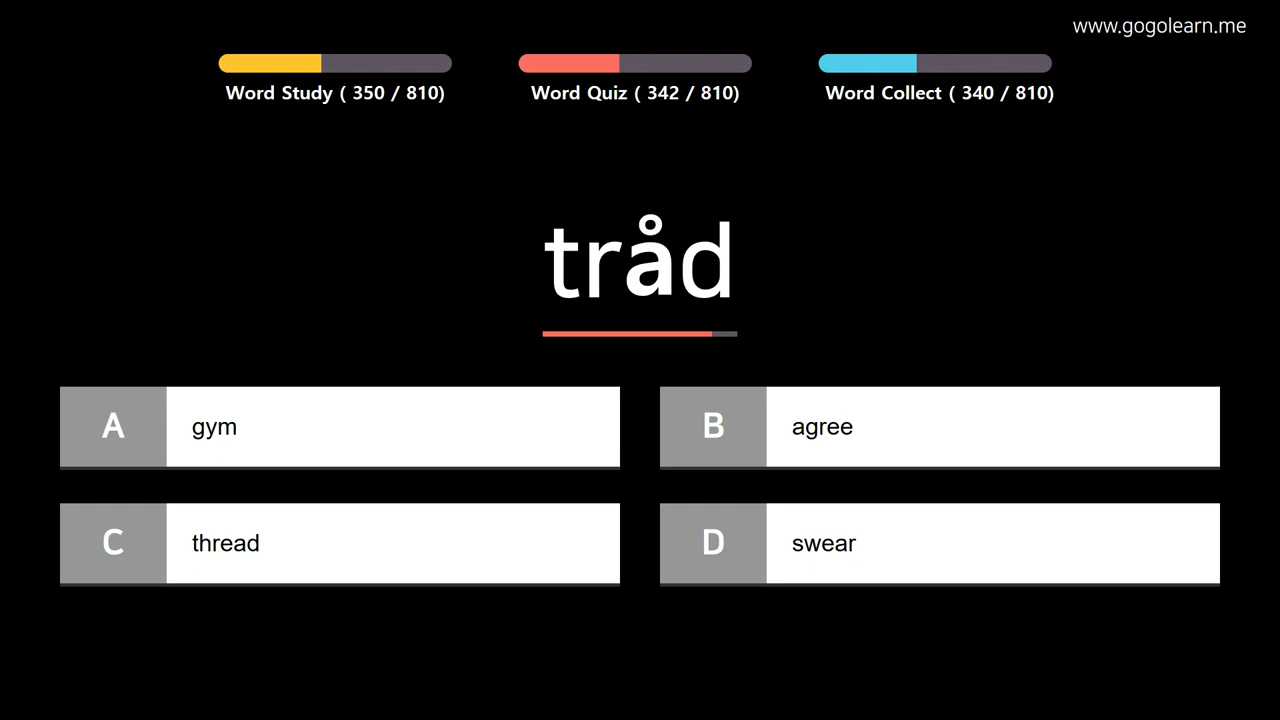 www.gogolearn.me
Word Study ( 350 / 810)
Word Quiz ( 342 / 810)
Word Collect ( 340 / 810)
tråd
A gym
B agree
C thread
D swear